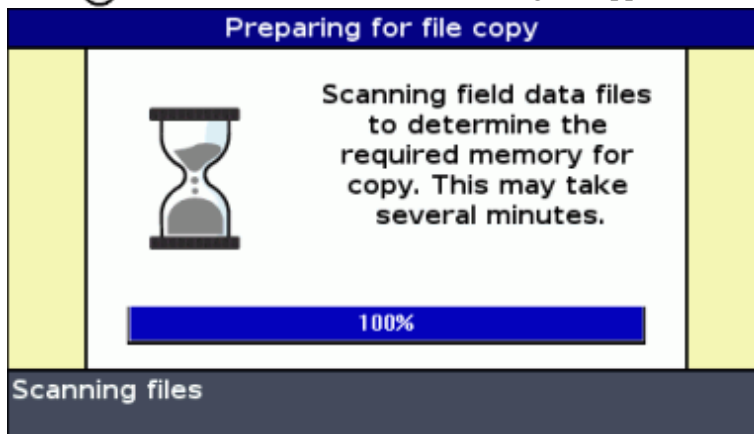 Preparing for file copy
Scanning field data files
to determine the
required memory for
copy. This may take
several minutes.
100%
Scanning files